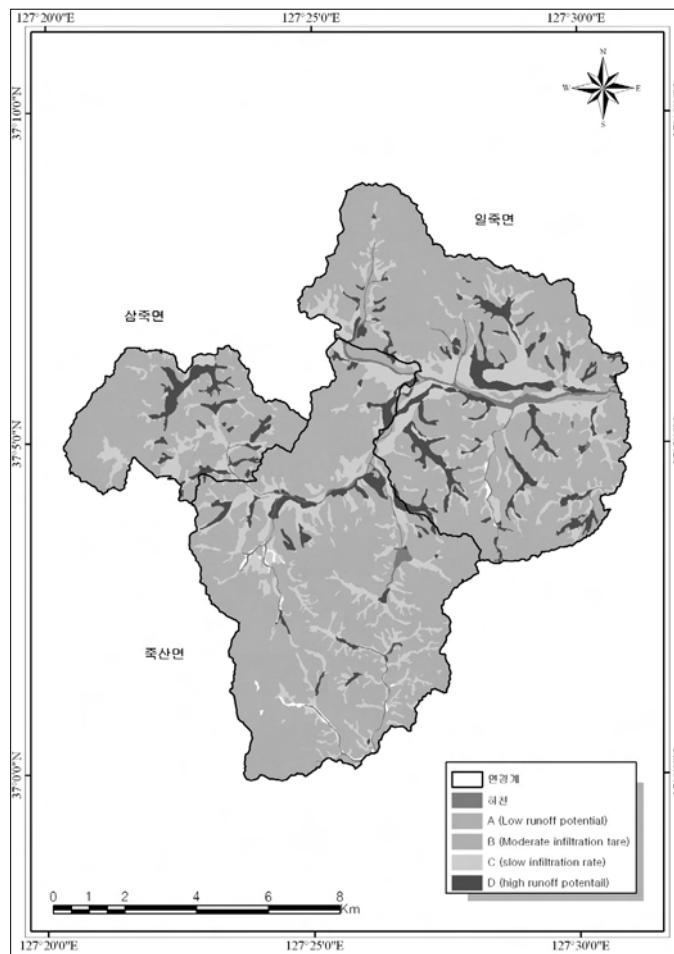 127°20'0"E 127°25'0"E 127°30'0"E
N
W E
S
37°10'0"N
일죽면
삼죽면
37°5'0"N
죽산면
37°0'0"N
면경계
하천
A (Low runoff potential)
B (Moderate infiltration tare)
C (slow infiltration rate)
D (high runoff potentail)
0 1 2 4 6 8
Km
127°20'0"E 127°25'0"E 127°30'0"E